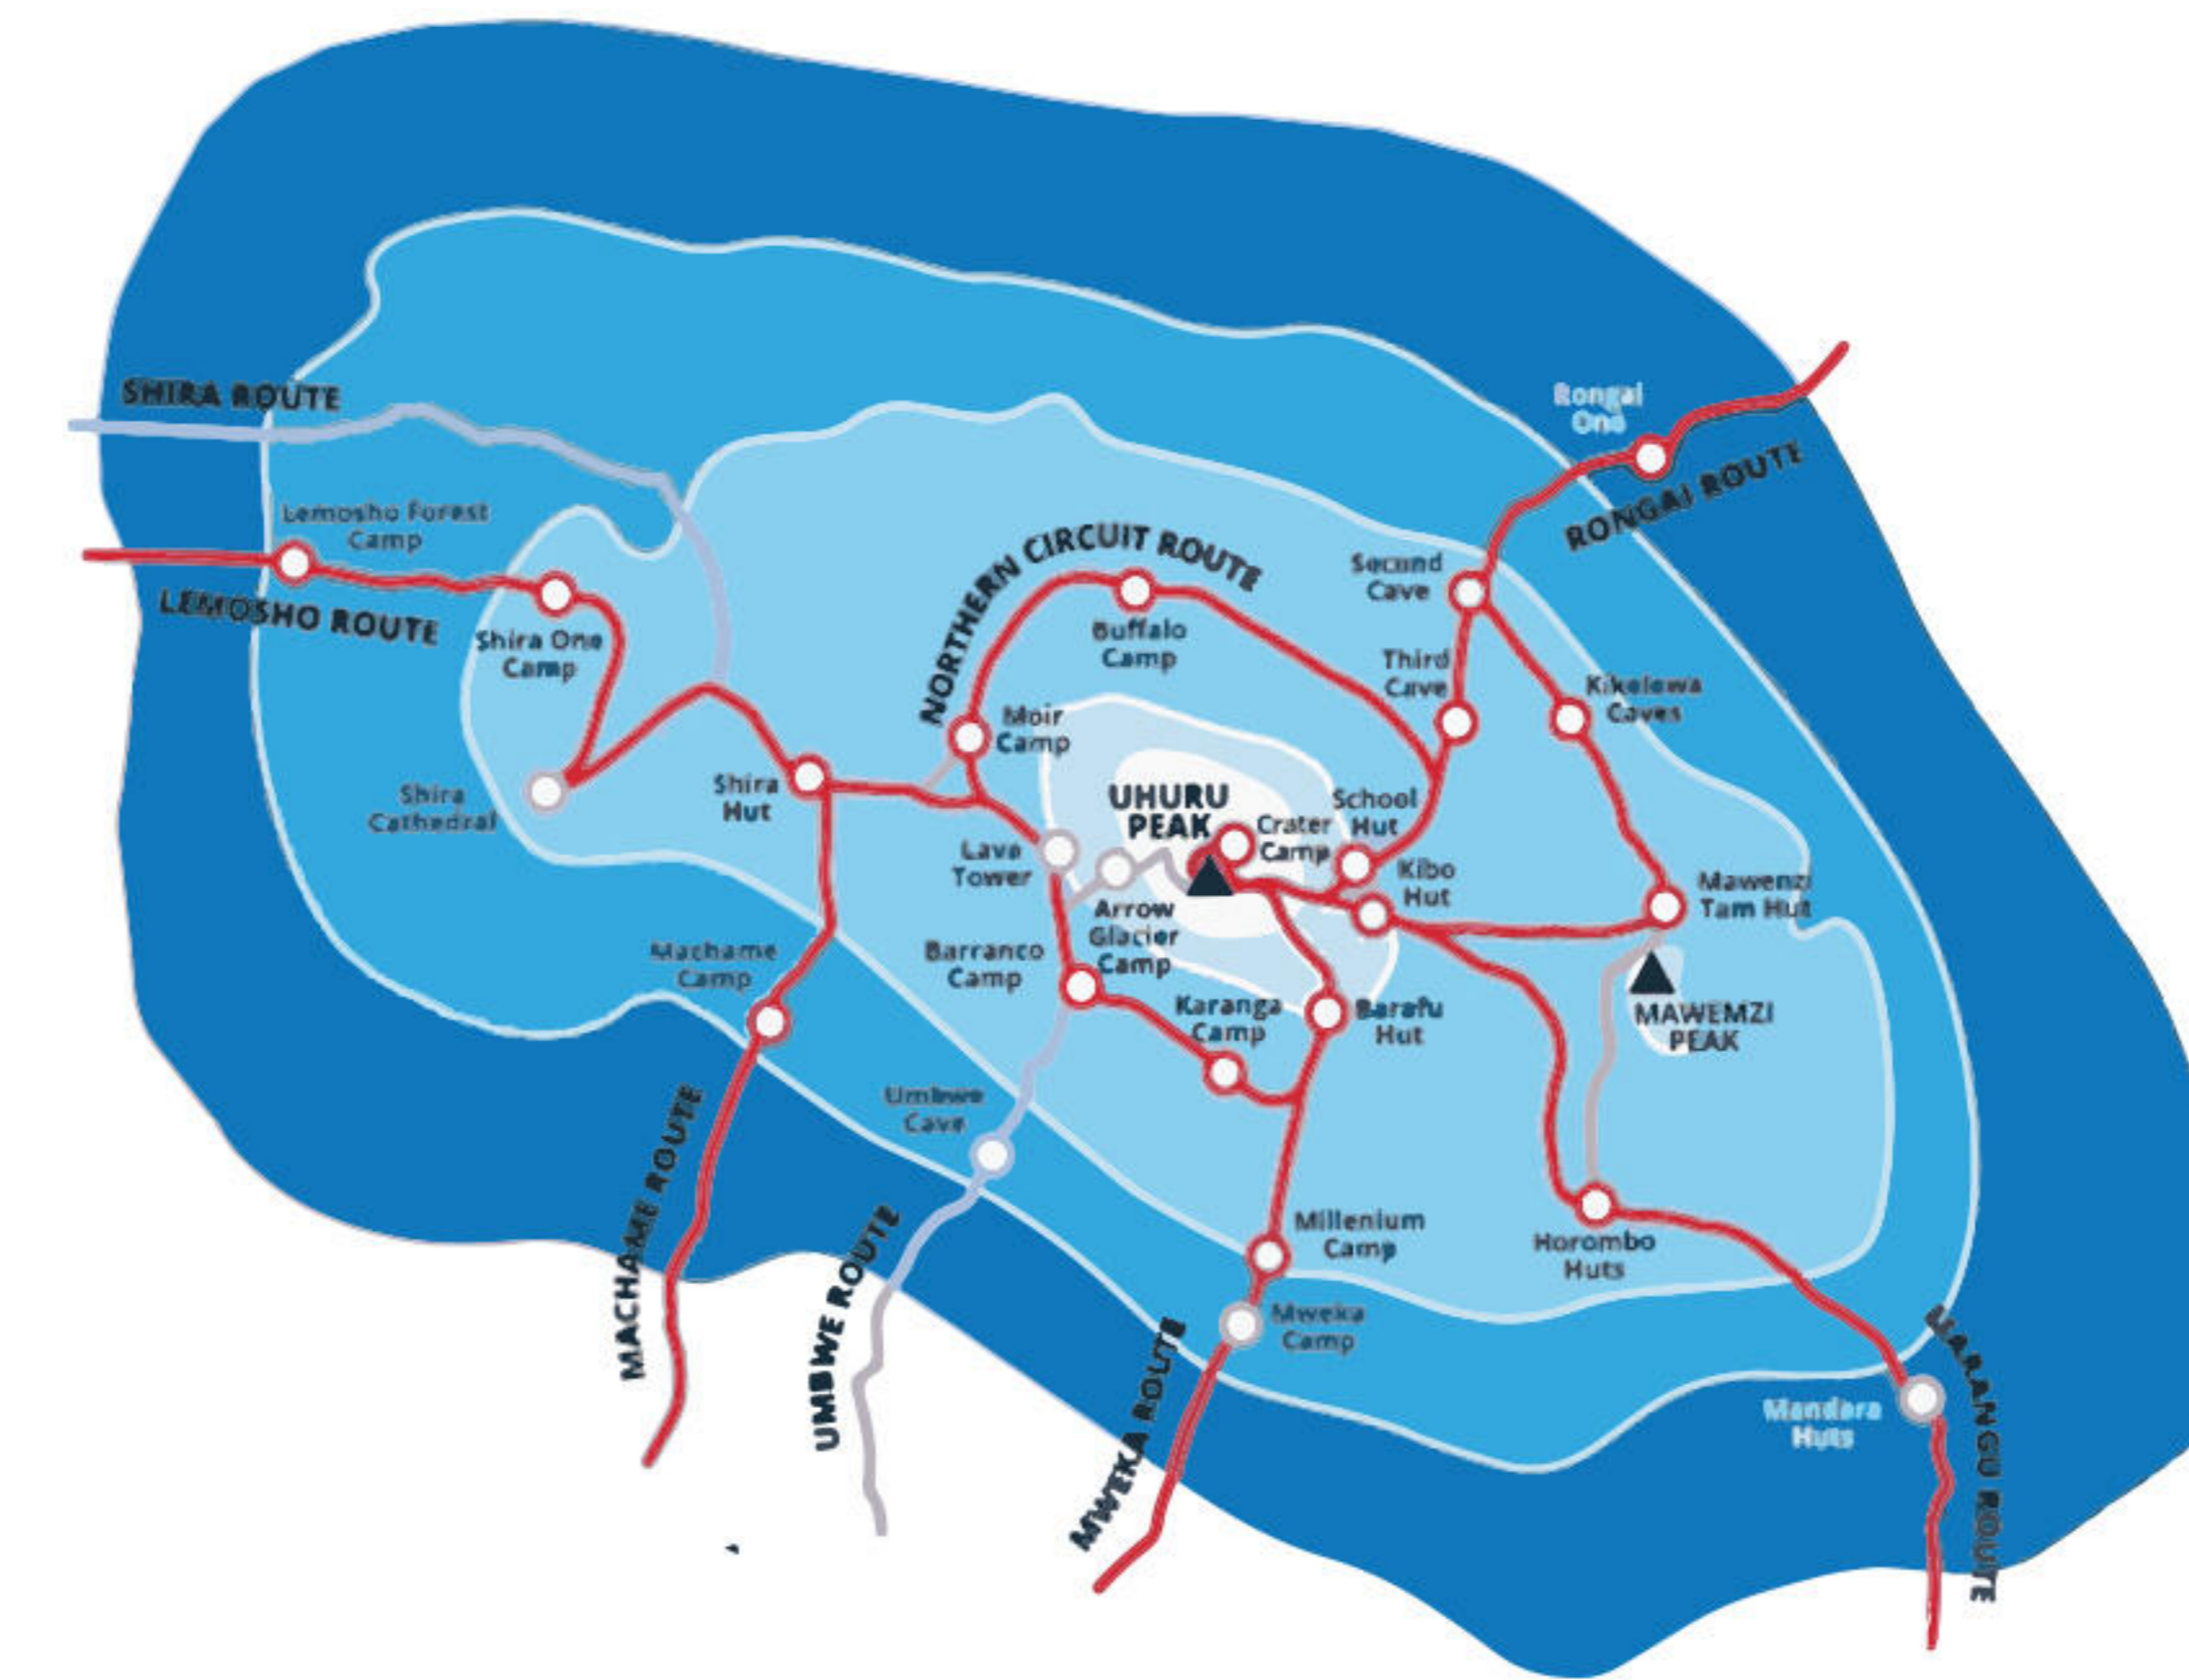 SHIRA ROUTE
Lemosho Forest
Camp
LEMOSHO ROUTE
Shira One
Camp
Shira
Cathedral
Shira
Hut
NORTHERN CIRCUIT ROUTE
Buffalo
Camp
Moir
Camp
Rongai
One
RONGAI ROUTE
Second
Cave
Third
Cave
Kikelewa
Caves
UHURU
PEAK
Crater
Camp
School
Hut
Kibo
Hut
Lava
Tower
Arrow
Glacier
Camp
Mawenzi
Tarn Hut
MAWEMZI
PEAK
Machame
Camp
Barranco
Camp
Karanga
Camp
Barafu
Hut
Umbwe
Cave
MACHAME ROUTE
UMBWE ROUTE
MWEKA ROUTE
Millenium
Camp
Mweka
Camp
Horombo
Huts
Mandara
Huts
ROUTE